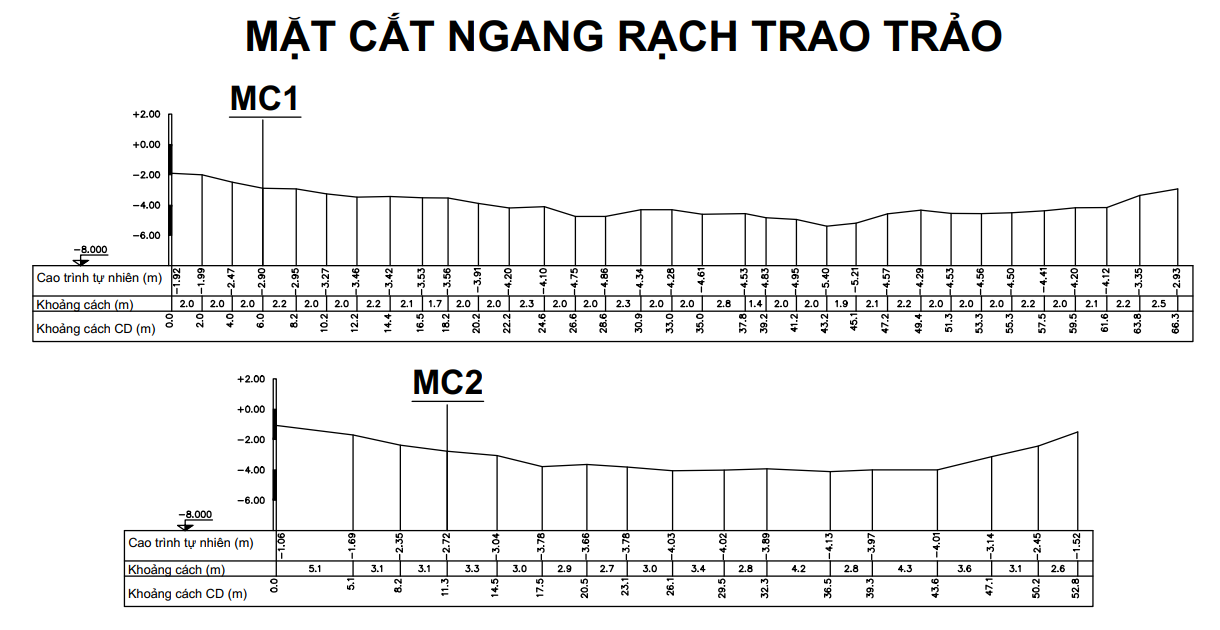 MẶT CẮT NGANG RẠCH TRAO TRẢO
MC1
+2.00
+0.00
-2.00
-4.00
-6.00
-8.000
Cao trình tự nhiên (m) -1.92 -1.99 -2.47 -2.90 -2.95 -3.27 -3.46 -3.42 -3.53 -3.56 -3.91 -4.20 -4.10 -4.75 -4.86 -4.34 -4.28 -4.61 -4.53 -4.83 -4.95 -5.40 -5.21 -4.57 -4.29 -4.53 -4.56 -4.50 -4.41 -4.20 -4.12 -3.35 -2.93
Khoảng cách (m) 2.0 2.0 2.0 2.2 2.0 2.0 2.2 2.1 1.7 2.0 2.0 2.3 2.0 2.0 2.3 2.0 2.0 2.8 1.4 2.0 2.0 1.9 2.1 2.2 2.0 2.0 2.0 2.2 2.0 2.1 2.2 2.5
Khoảng cách CD (m) 0.0 2.0 4.0 6.0 8.2 10.2 12.2 14.4 16.5 18.2 20.2 22.2 24.6 26.6 28.6 30.9 33.0 35.0 37.8 39.2 41.2 43.2 45.1 47.2 49.4 51.3 53.3 55.3 57.5 59.5 61.6 63.8 66.3
MC2
+2.00
+0.00
-2.00
-4.00
-6.00
-8.000
Cao trình tự nhiên (m) -1.06 -1.69 -2.35 -2.72 -3.04 -3.78 -3.66 -3.78 -4.03 -4.02 -3.89 -4.13 -3.97 -4.01 -3.14 -2.45 -1.52
Khoảng cách (m) 5.1 3.1 3.1 3.3 3.0 2.9 2.7 3.0 3.4 2.8 4.2 2.8 4.3 3.6 3.1 2.6
Khoảng cách CD (m) 0.0 5.1 8.2 11.3 14.5 17.5 20.5 23.1 26.1 29.5 32.3 36.5 39.3 43.6 47.1 50.2 52.8